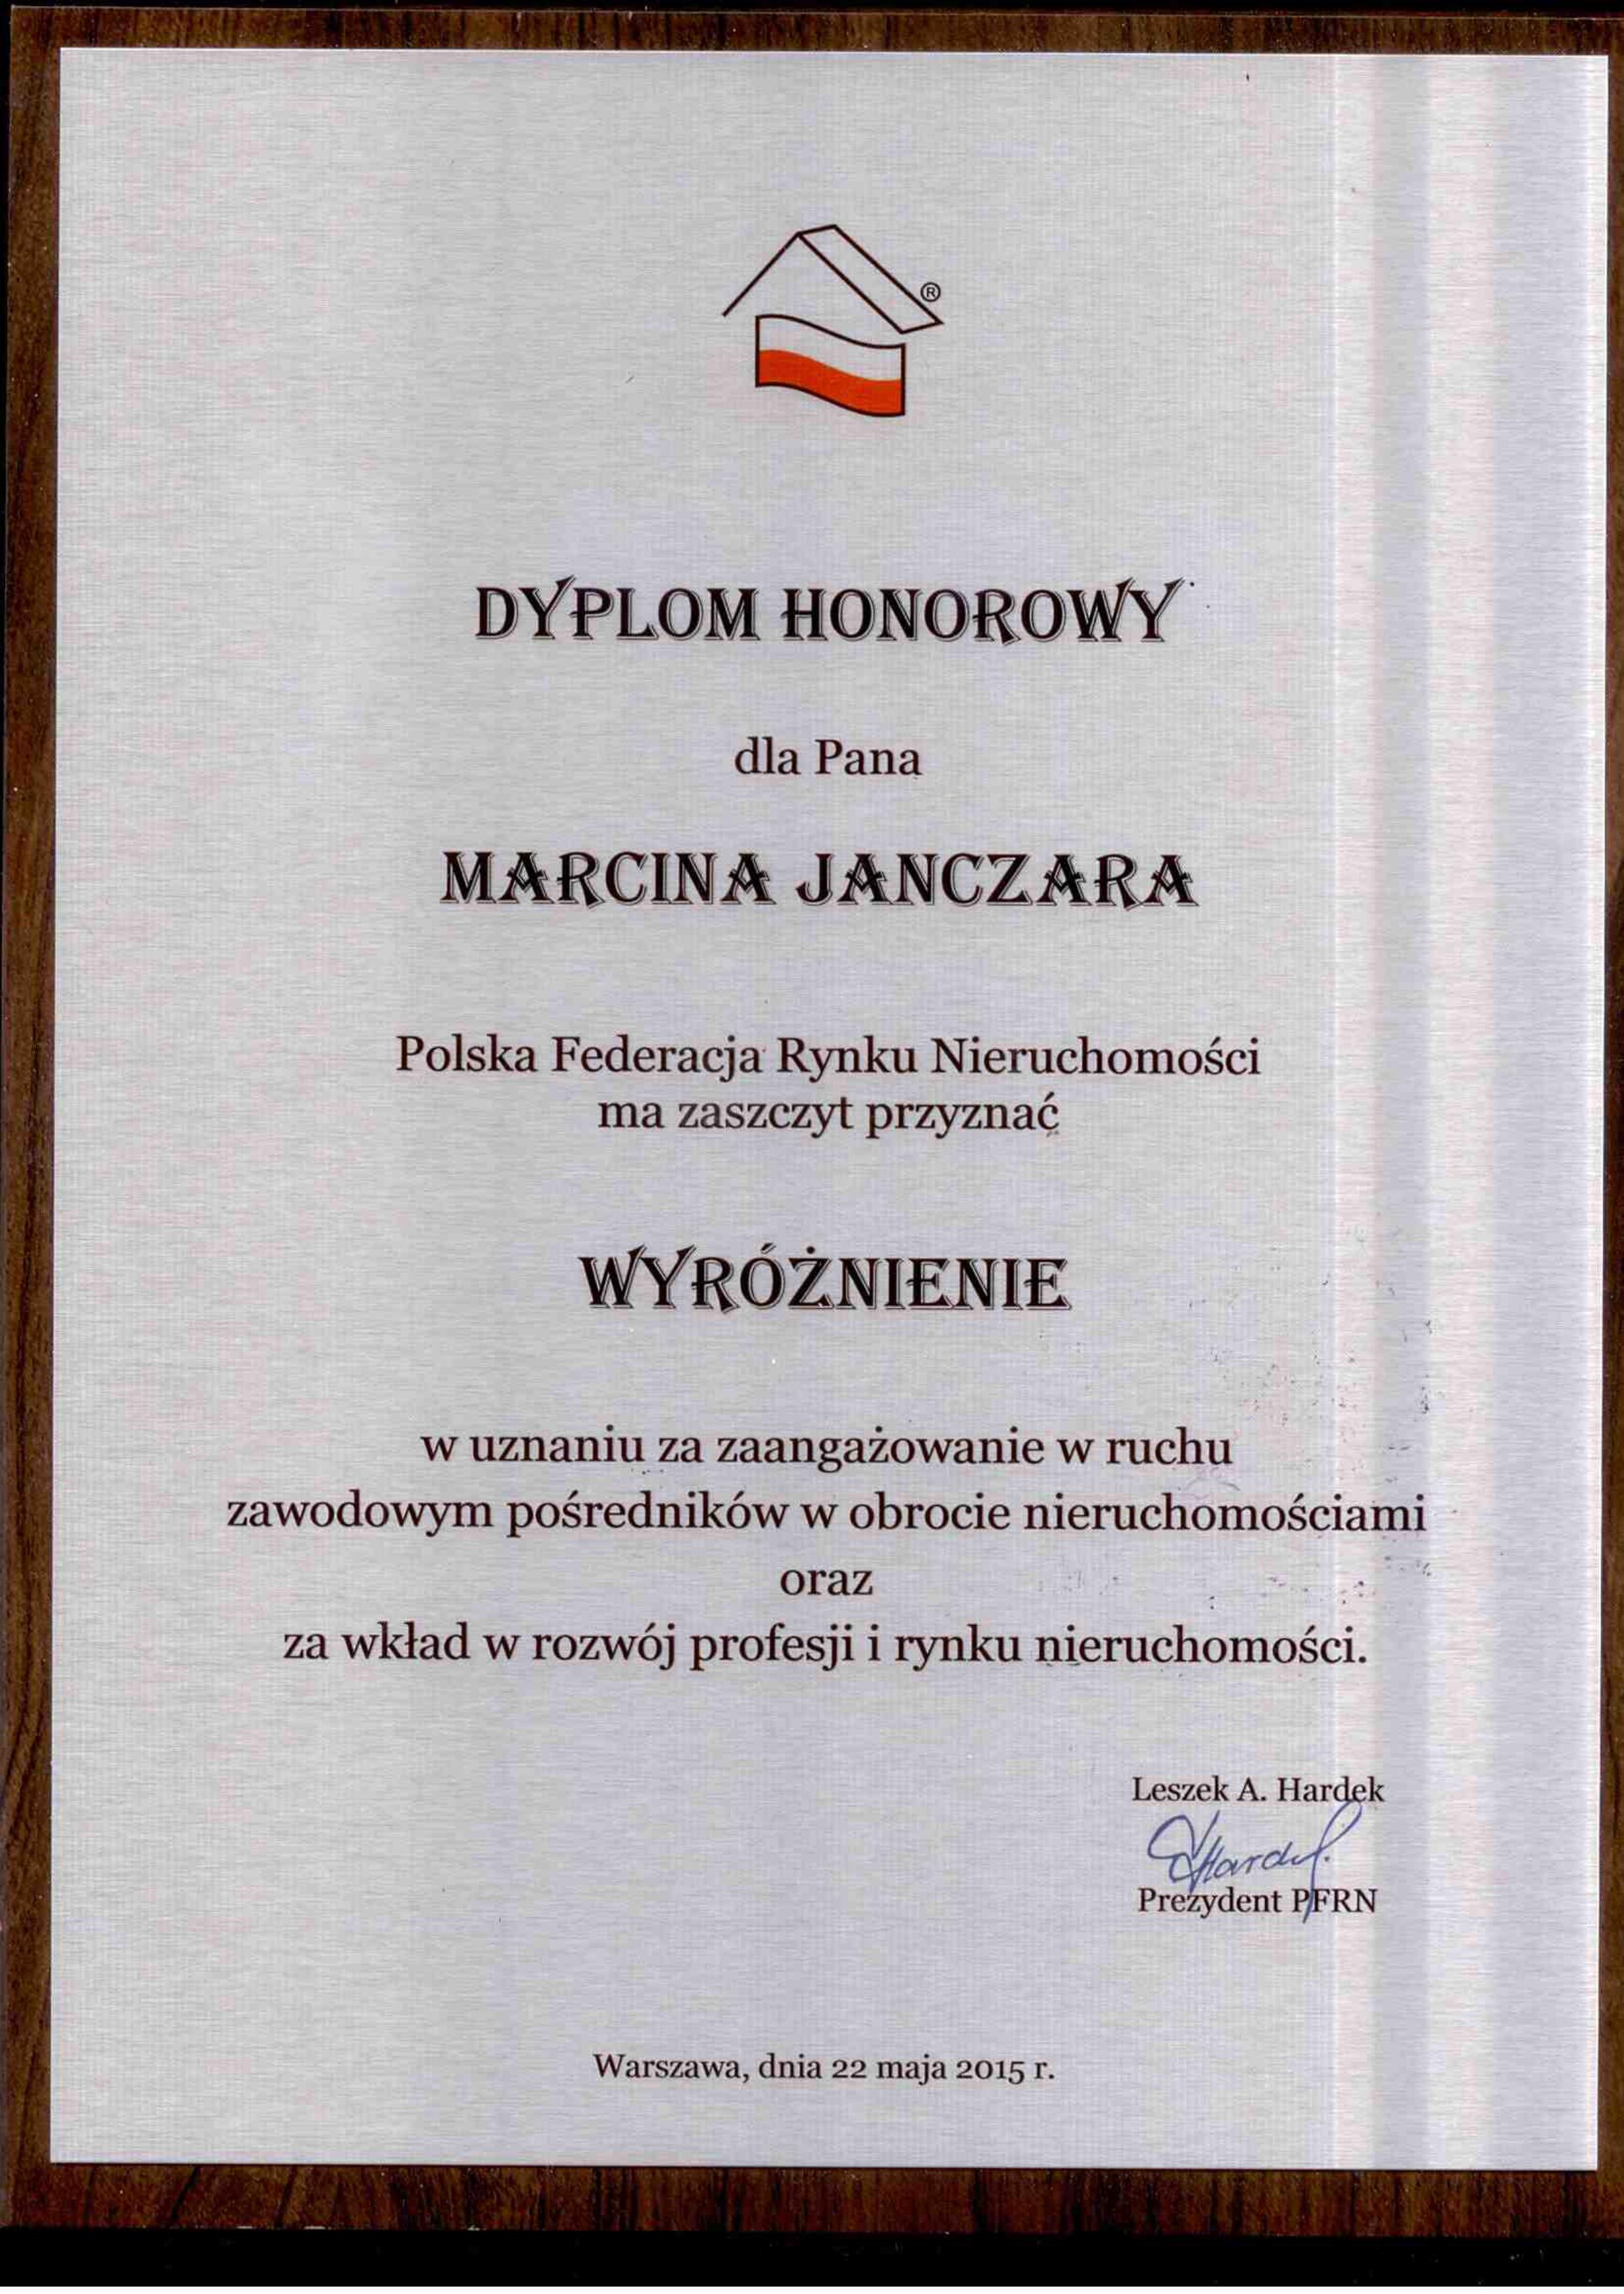 ®
DYPLOM HONOROWY
dla Pana
MARCINA JANCZARA
Polska Federacja Rynku Nieruchomości
ma zaszczyt przyznać
WYRÓŻNIENIE
w uznaniu za zaangażowanie w ruchu
zawodowym pośredników w obrocie nieruchomościami
oraz
za wkład w rozwój profesji i rynku nieruchomości.
Leszek A. Hardek
Prezydent PFRN
Warszawa, dnia 22 maja 2015 r.